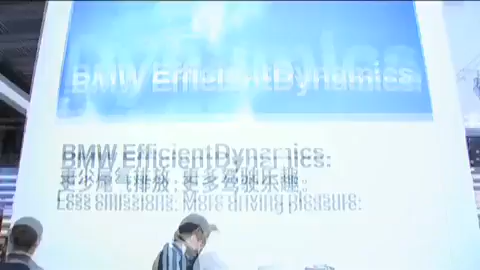 BMW EfficientDynamics
BMW EfficientDynamics.
更少尾气排放，更多驾驶乐趣。
Less emissions. More driving pleasure.